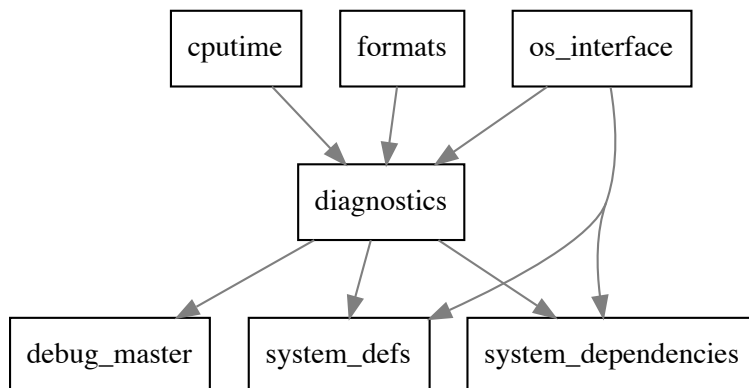 cputime
formats
os_interface
diagnostics
debug_master
system_defs
system_dependencies